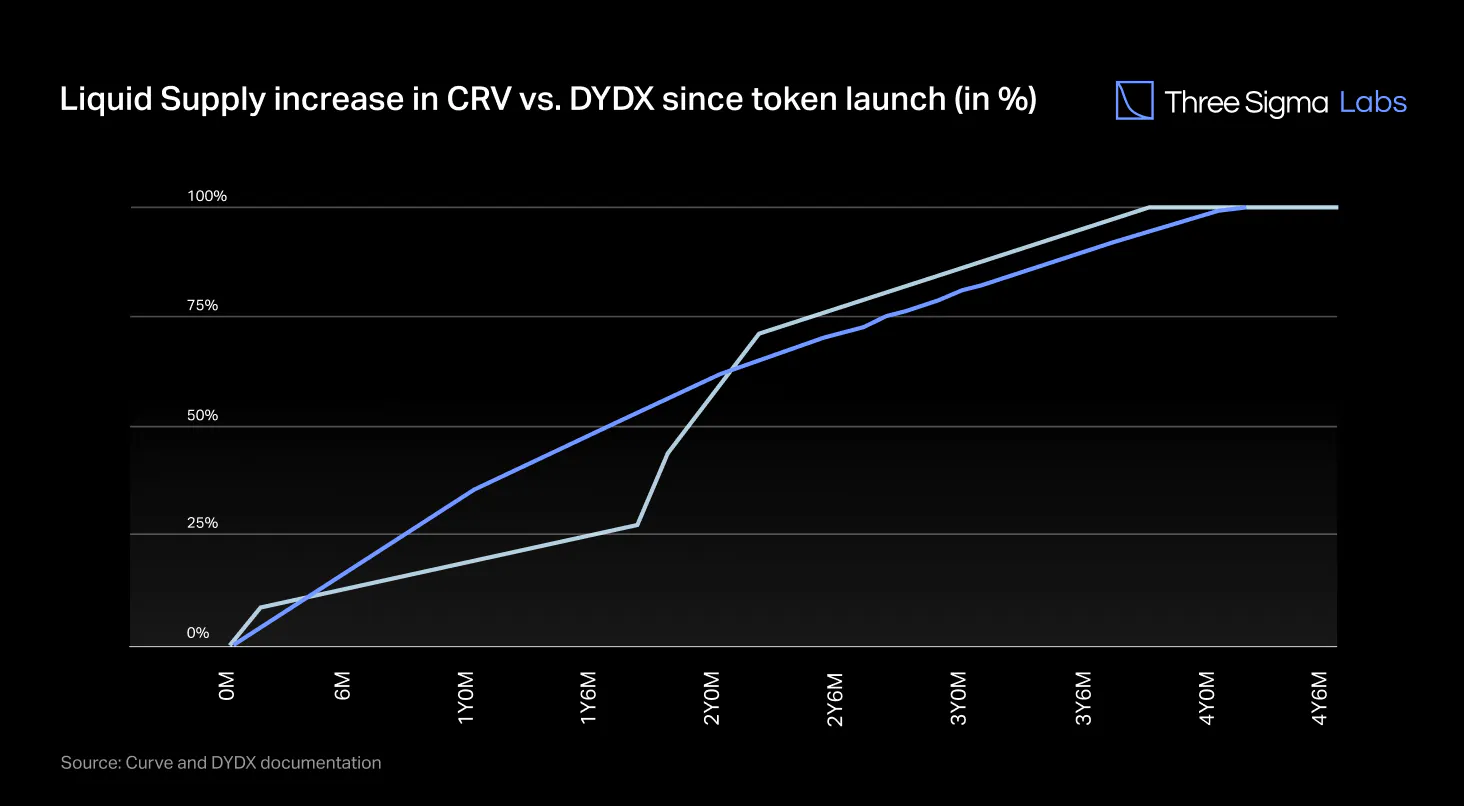 Liquid Supply increase in CRV vs. DYDX since token launch (in %)
Three Sigma Labs
100%
75%
50%
25%
0%
0M
6M
1Y0M
1Y6M
2Y0M
2Y6M
3Y0M
3Y6M
4Y0M
4Y6M
Source: Curve and DYDX documentation